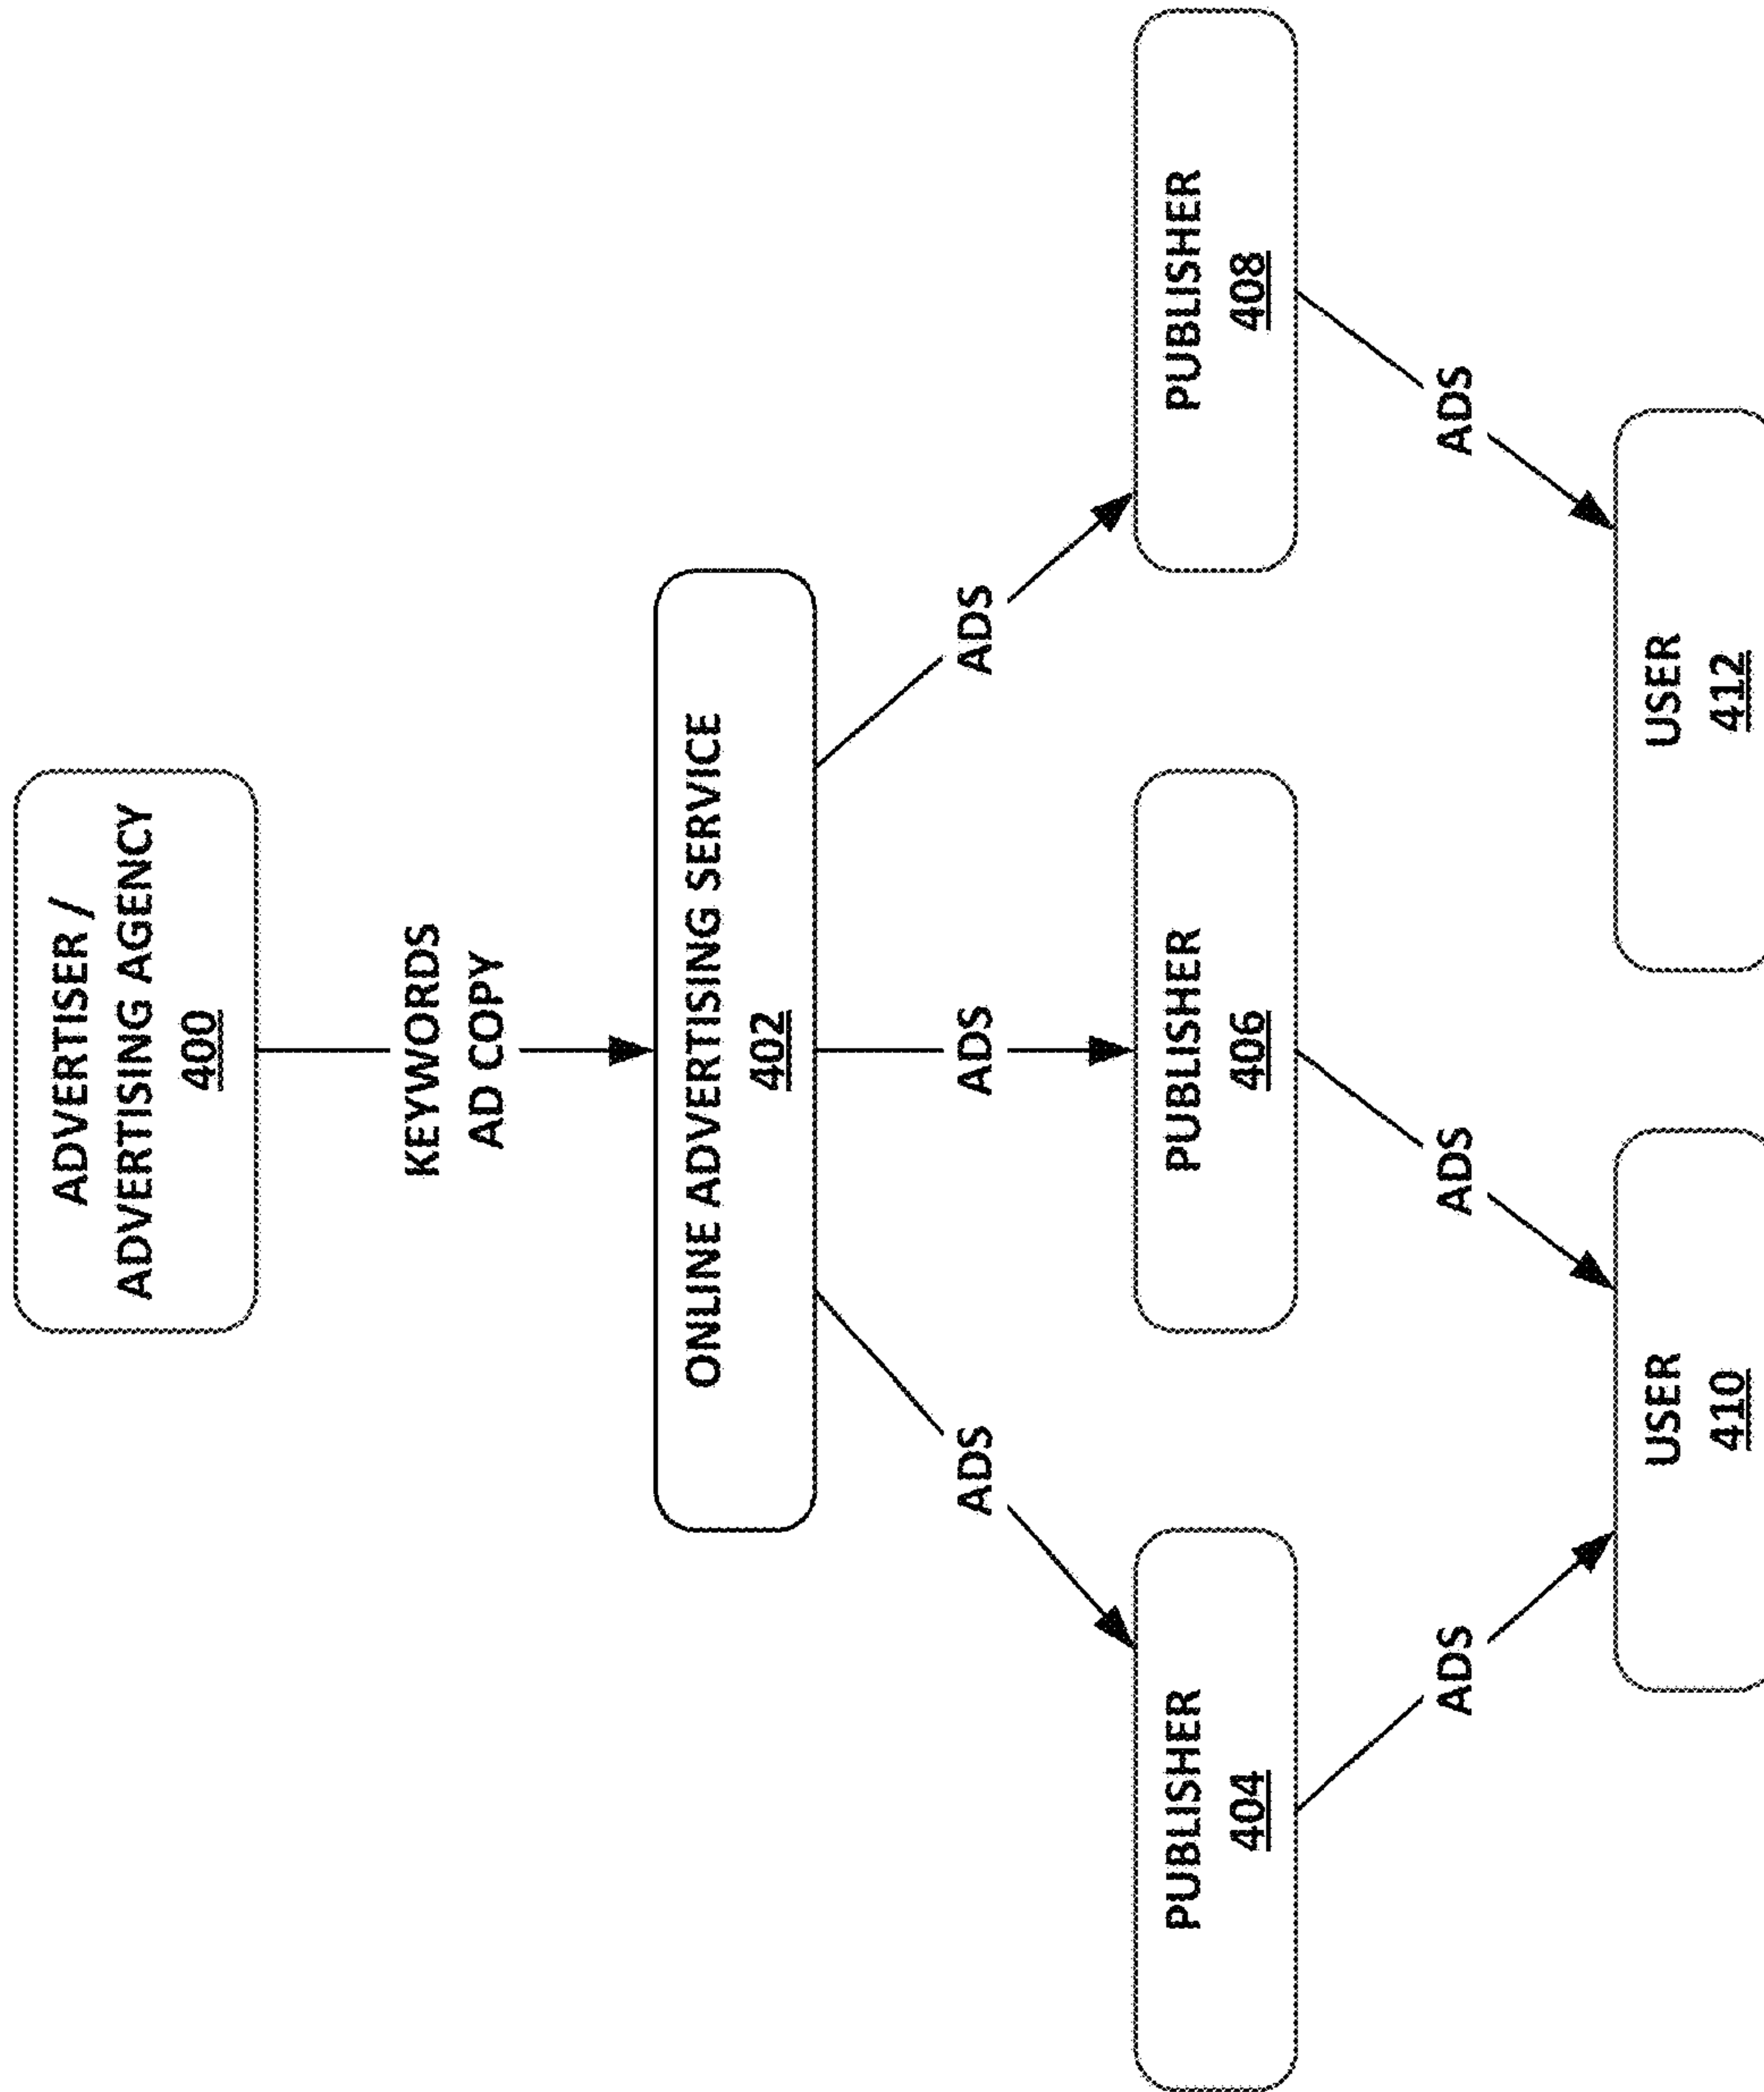 ADVERTISER /
ADVERTISING AGENCY
400
KEYWORDS
AD COPY
ONLINE ADVERTISING SERVICE
402
ADS
ADS
ADS
PUBLISHER
404
PUBLISHER
406
PUBLISHER
408
ADS
ADS
ADS
USER
410
USER
412